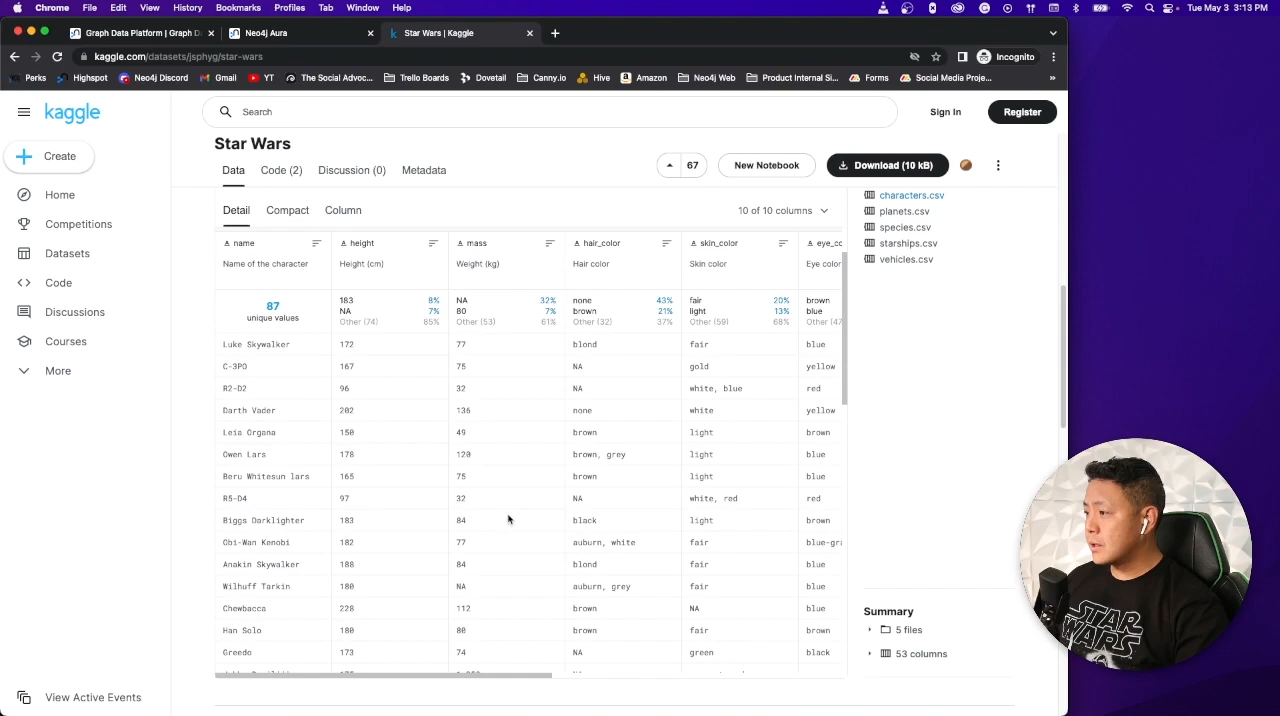 Chrome File Edit View History Bookmarks Profiles Tab Window Help Tue May 3 3:13 PM
Graph Data Platform | Graph D Neo4j Aura Star Wars | Kaggle
kaggle.com/datasets/jsphyg/star-wars Incognito
Perks Highspot Neo4j Discord Gmail YT The Social Advoc... Trello Boards Dovetail Canny.io Hive Amazon Neo4j Web Product Internal Si... Forms Social Media Proje... »
kaggle Search Sign In Register
Create
Home
Competitions
Datasets
Code
Discussions
Courses
More
View Active Events
Star Wars
Data Code (2) Discussion (0) Metadata 67 New Notebook Download (10 kB)
Detail Compact Column 10 of 10 columns
name height mass hair_color skin_color eye_co
Name of the character Height (cm) Weight (kg) Hair color Skin color Eye color
87 unique values
183 8% NA 32% none 43% fair 20% brown
NA 7% 80 7% brown 21% light 13% blue
Other (74) 85% Other (53) 61% Other (32) 37% Other (59) 68% Other (47
Luke Skywalker 172 77 blond fair blue
C-3PO 167 75 NA gold yellow
R2-D2 96 32 NA white, blue red
Darth Vader 202 136 none white yellow
Leia Organa 150 49 brown light brown
Owen Lars 178 120 brown, grey light blue
Beru Whitesun lars 165 75 brown light blue
R5-D4 97 32 NA white, red red
Biggs Darklighter 183 84 black light brown
Obi-Wan Kenobi 182 77 auburn, white fair blue-gra
Anakin Skywalker 188 84 blond fair blue
Wilhuff Tarkin 180 NA auburn, grey fair blue
Chewbacca 228 112 brown NA blue
Han Solo 180 80 brown fair brown
Greedo 173 74 NA green black
characters.csv
planets.csv
species.csv
starships.csv
vehicles.csv
Summary
5 files
53 columns
STAR
WARS